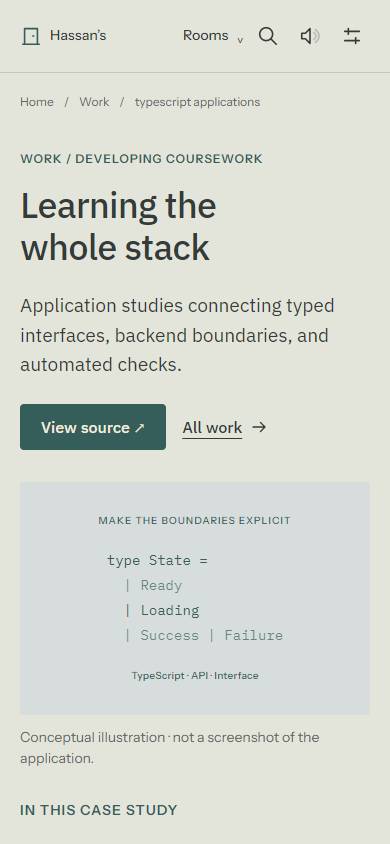 Hassan's
Rooms v
Home / Work / typescript applications
WORK / DEVELOPING COURSEWORK
Learning the
whole stack
Application studies connecting typed
interfaces, backend boundaries, and
automated checks.
View source ↗ All work →
MAKE THE BOUNDARIES EXPLICIT
type State =
| Ready
| Loading
| Success | Failure
TypeScript · API · Interface
Conceptual illustration · not a screenshot of the
application.
IN THIS CASE STUDY